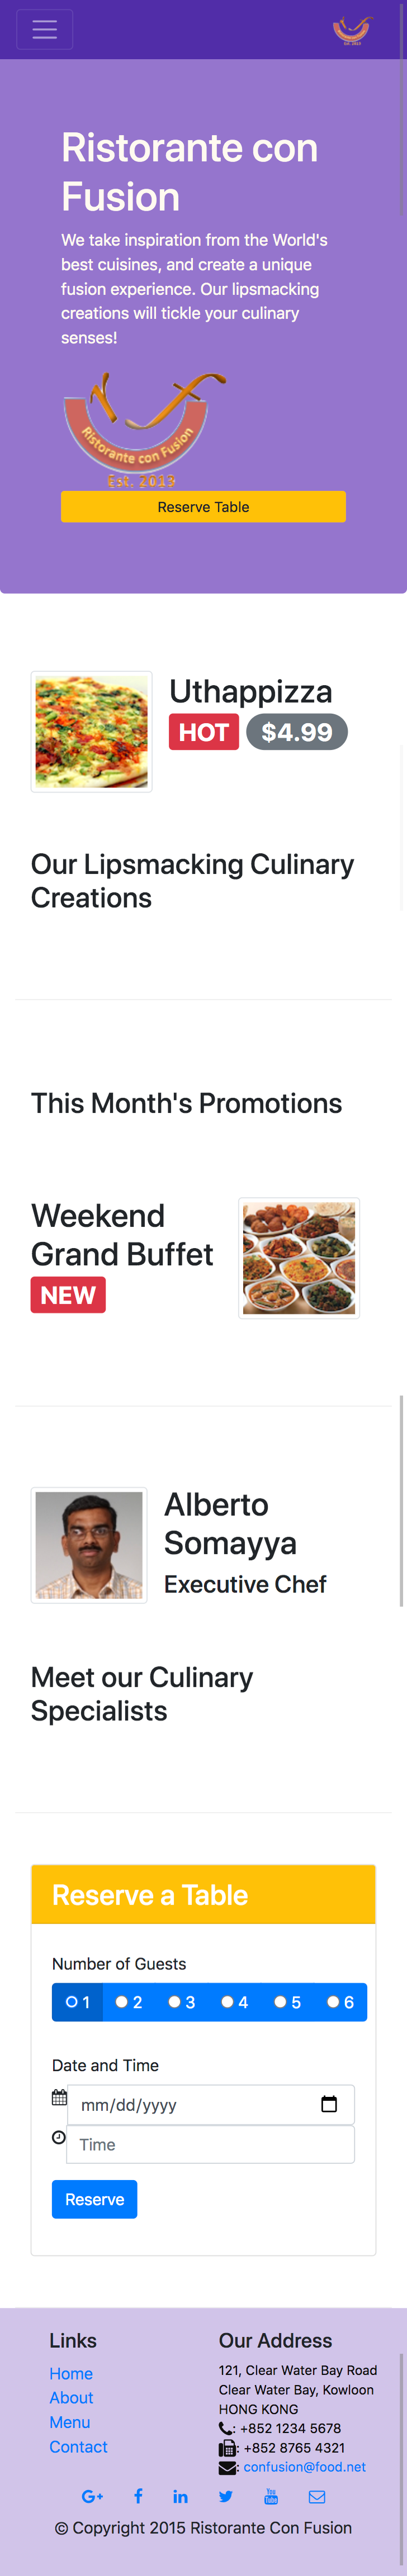 Est. 2013
Ristorante con
Fusion
We take inspiration from the World's
best cuisines, and create a unique
fusion experience. Our lipsmacking
creations will tickle your culinary
senses!
Ristorante con Fusion
Est. 2013
Reserve Table
Uthappizza
HOT $4.99
Our Lipsmacking Culinary
Creations
This Month's Promotions
Weekend
Grand Buffet
NEW
Alberto
Somayya
Executive Chef
Meet our Culinary
Specialists
Reserve a Table
Number of Guests
1 2 3 4 5 6
Date and Time
mm/dd/yyyy
Time
Reserve
Links
Home
About
Menu
Contact
Our Address
121, Clear Water Bay Road
Clear Water Bay, Kowloon
HONG KONG
: +852 1234 5678
: +852 8765 4321
: confusion@food.net
G+ f in You Tube
© Copyright 2015 Ristorante Con Fusion